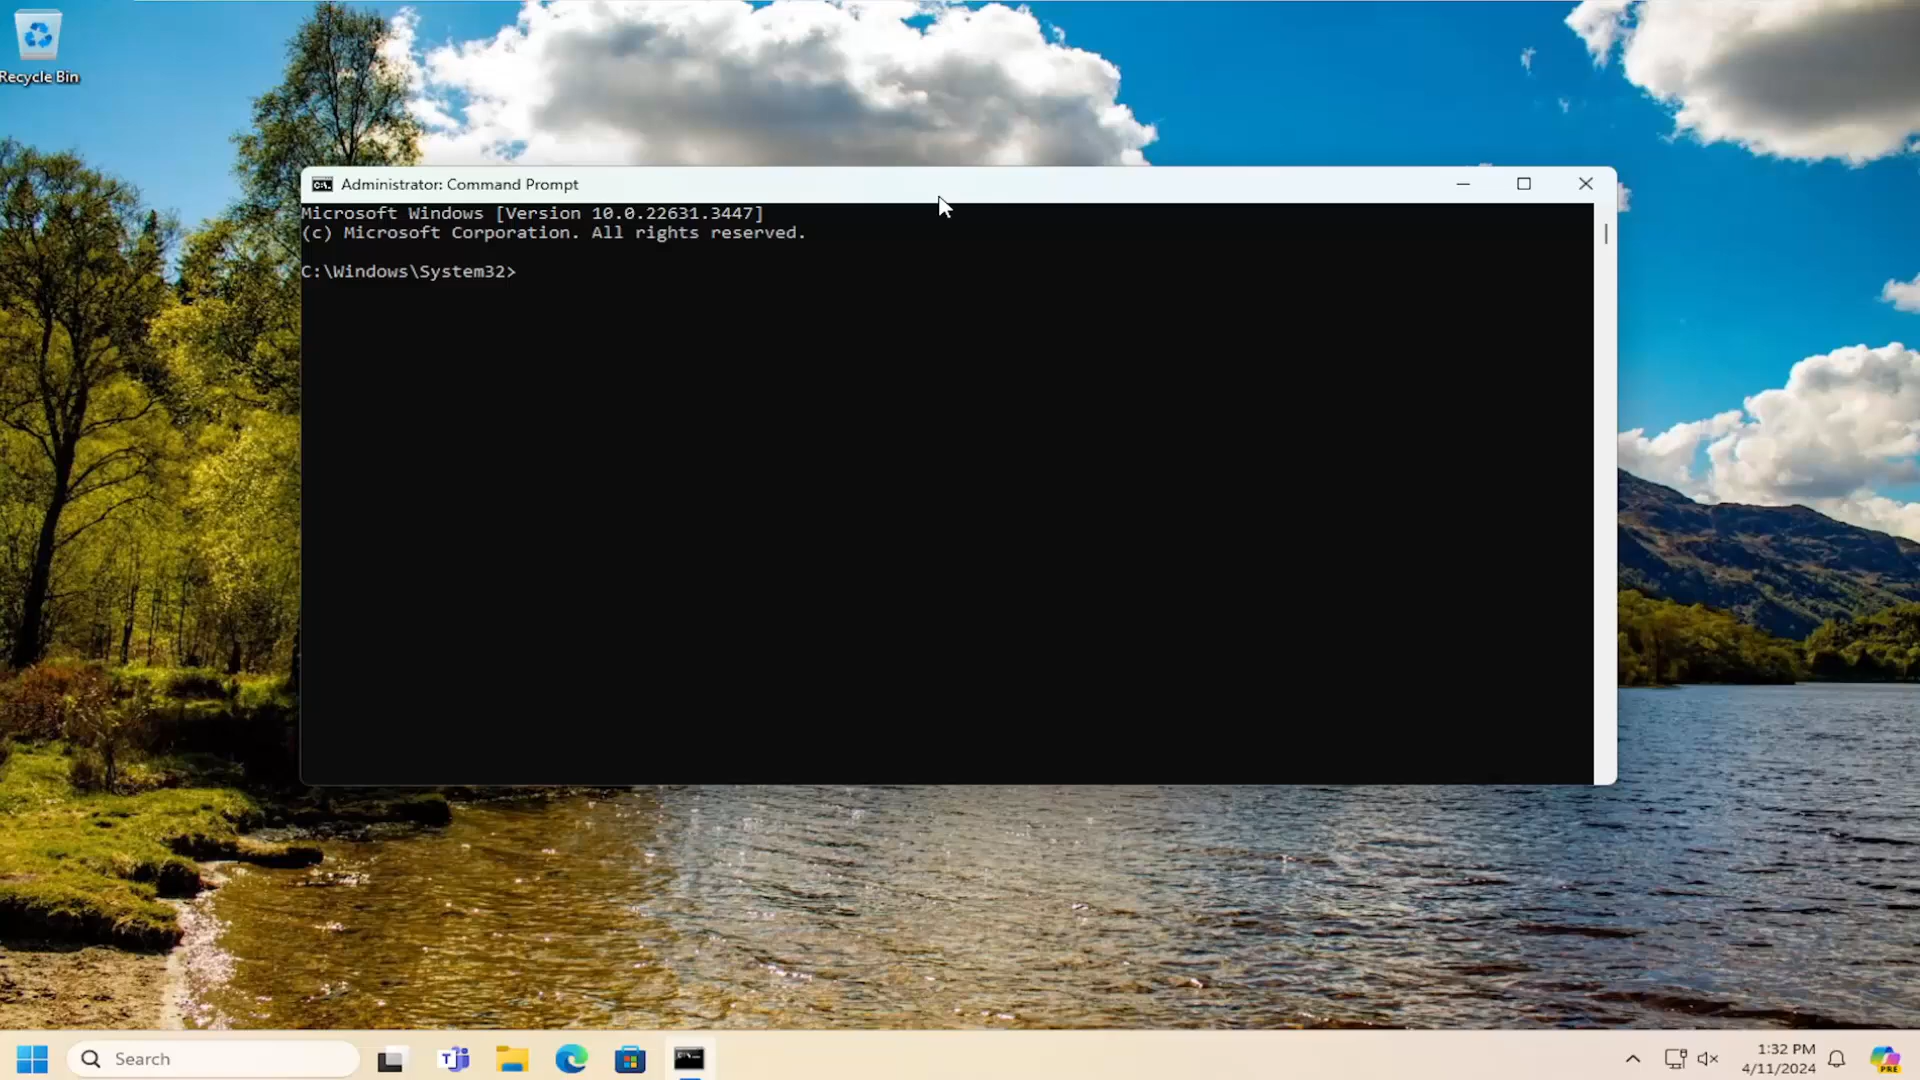 Recycle Bin
Administrator: Command Prompt
Microsoft Windows [Version 10.0.22631.3447]
(c) Microsoft Corporation. All rights reserved.
C:\Windows\System32>
Search
1:32 PM
4/11/2024
PRE